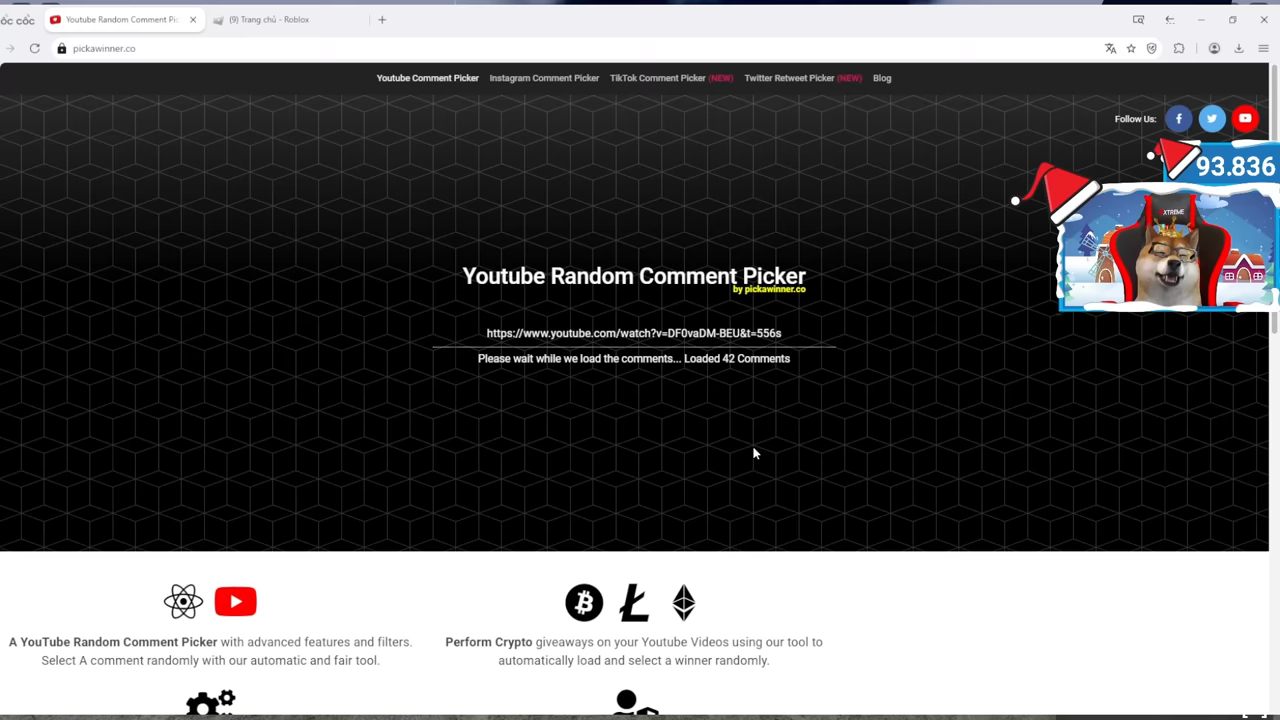 ốc cốc
Youtube Random Comment Pic
(9) Trang chủ - Roblox
pickawinner.co
Youtube Comment Picker
Instagram Comment Picker
TikTok Comment Picker (NEW)
Twitter Retweet Picker (NEW)
Blog
Follow Us:
93.836
XTREME
Youtube Random Comment Picker
by pickawinner.co
https://www.youtube.com/watch?v=DF0vaDM-BEU&t=556s
Please wait while we load the comments... Loaded 42 Comments
A YouTube Random Comment Picker with advanced features and filters.
Select A comment randomly with our automatic and fair tool.
Perform Crypto giveaways on your Youtube Videos using our tool to
automatically load and select a winner randomly.